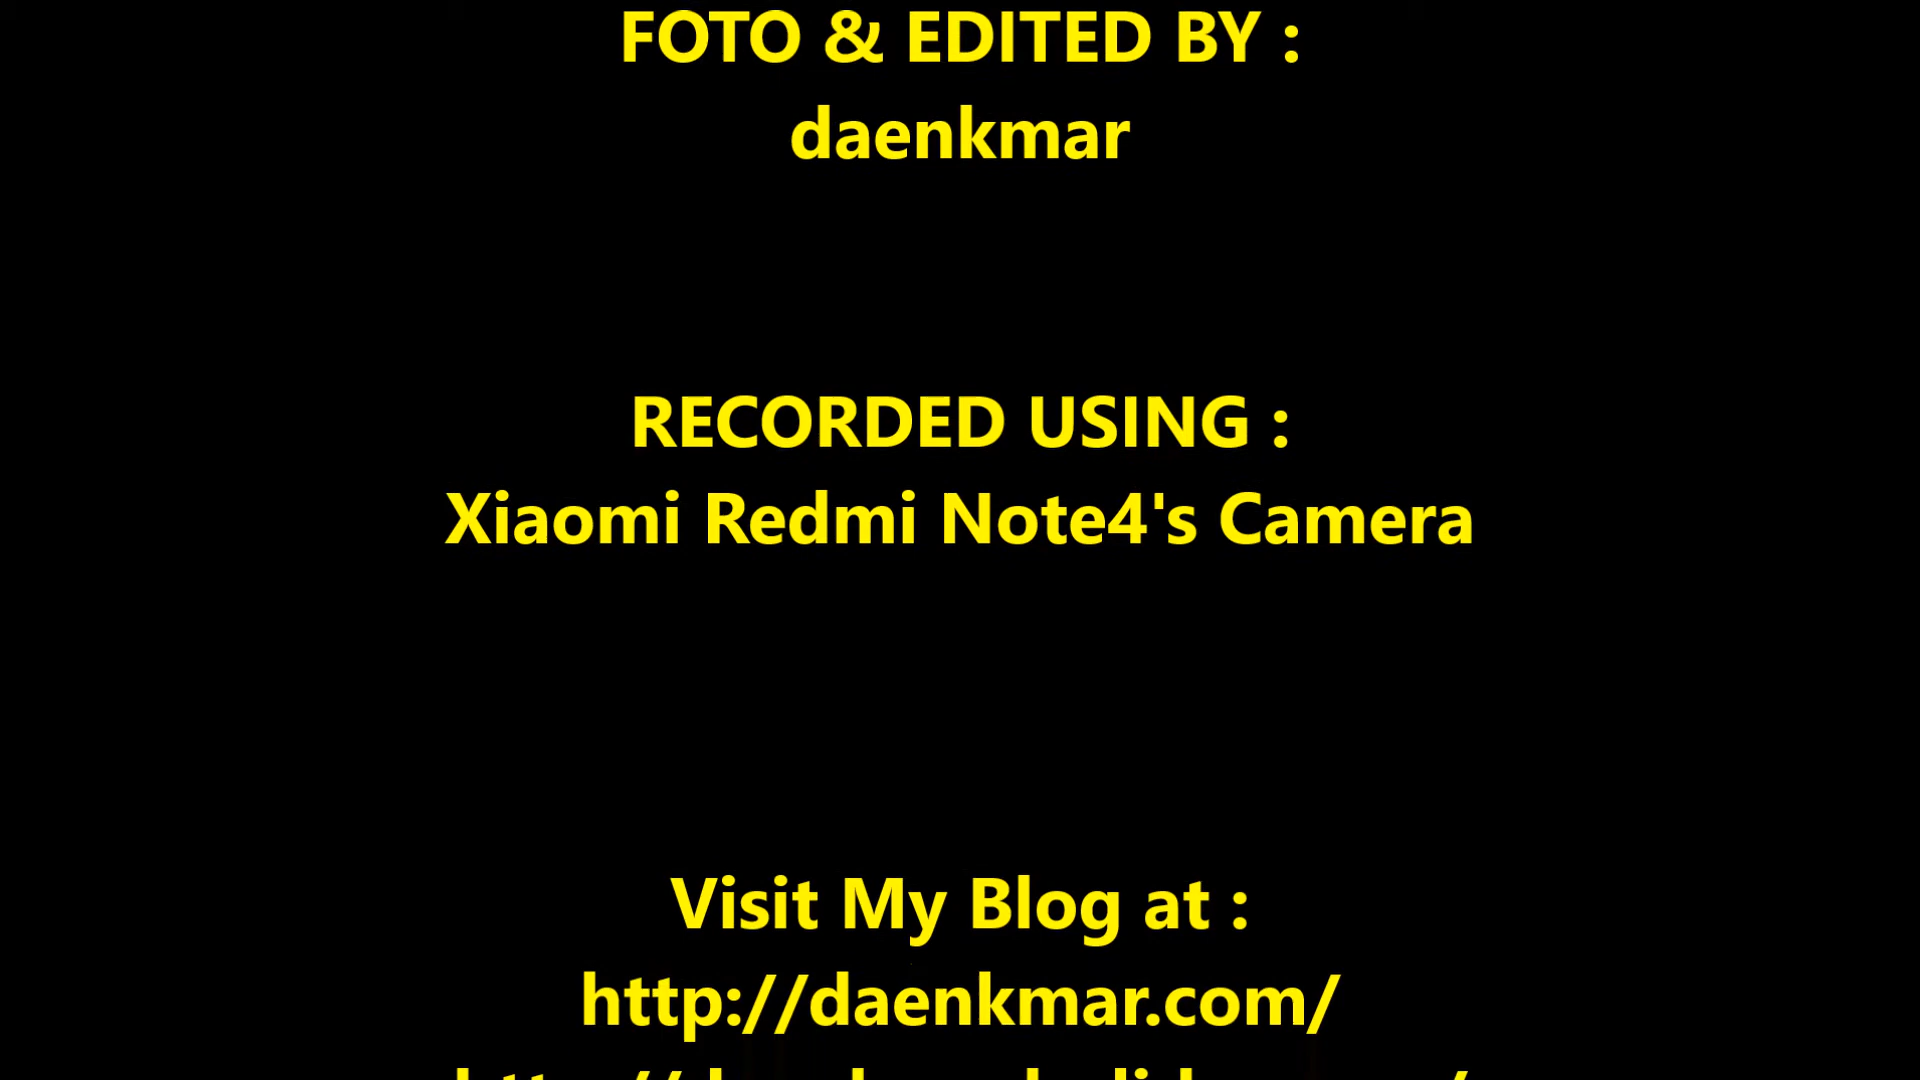 FOTO & EDITED BY :
daenkmar
RECORDED USING :
Xiaomi Redmi Note4's Camera
Visit My Blog at :
http://daenkmar.com/